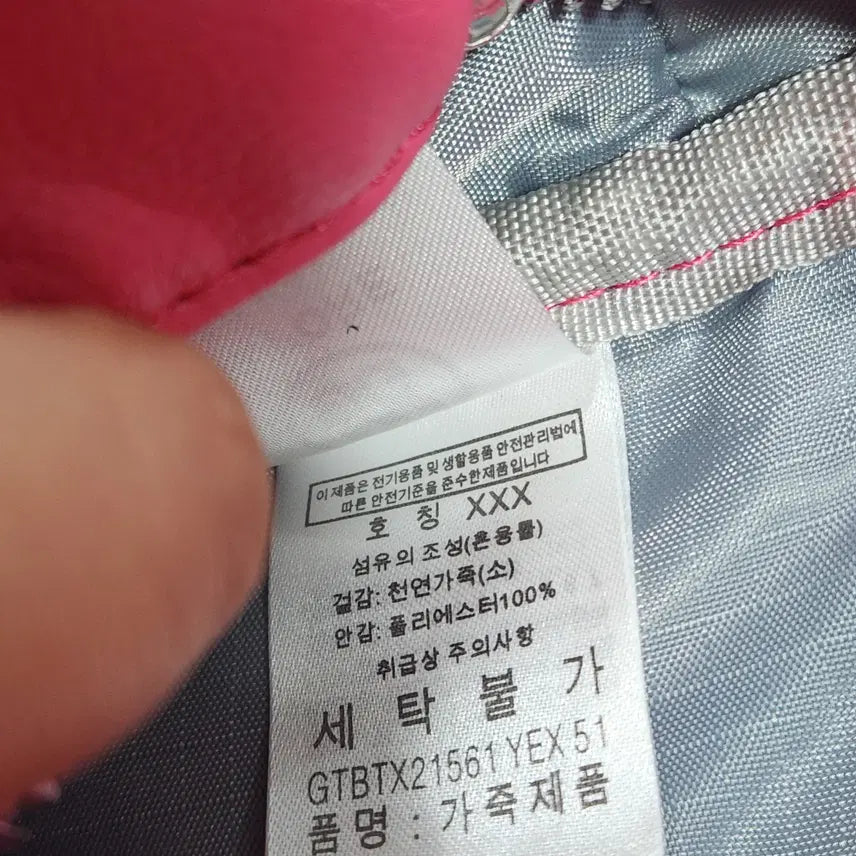 이 제품은 전기용품 및 생활용품 안전관리법에
따른 안전기준을 준수한제품입니다
호 칭 XXX
섬유의 조성(혼용률)
겉감: 천연가죽(소)
안감: 폴리에스터100%
취급상 주의사항
세 탁 불 가
GTBTX21561 YEX 51
품명 : 가죽제품